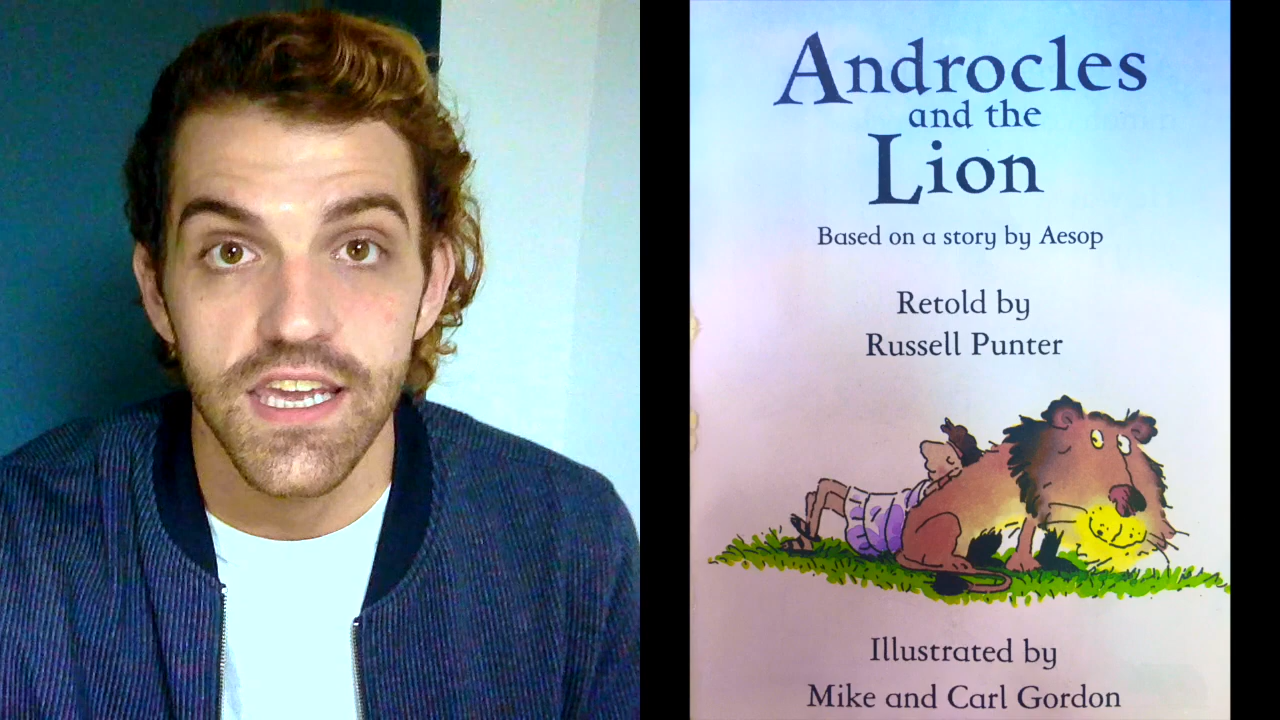 Androcles
and the
Lion
Based on a story by Aesop
Retold by
Russell Punter
Illustrated by
Mike and Carl Gordon